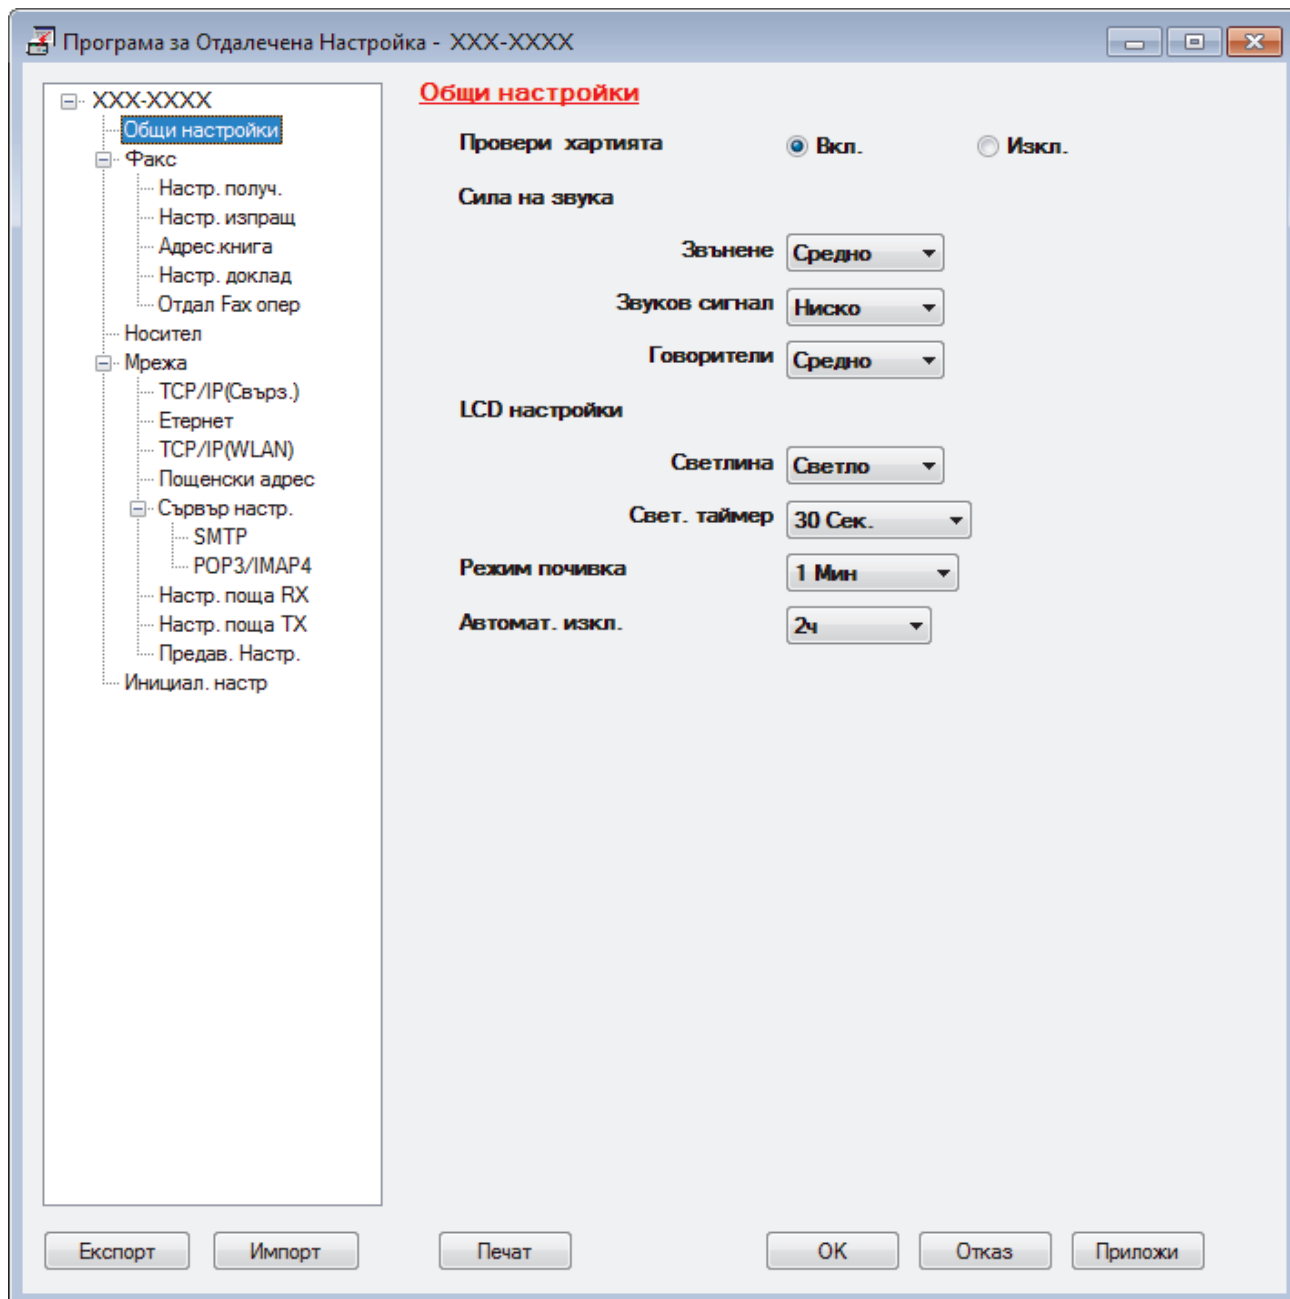 Програма за Отдалечена Настройка - XXX-XXXX
XXX-XXXX
Общи настройки
Факс
Настр. получ.
Настр. изпращ
Адрес.книга
Настр. доклад
Отдал Fax опер
Носител
Мрежа
TCP/IP(Свърз.)
Етернет
TCP/IP(WLAN)
Пощенски адрес
Сървър настр.
SMTP
POP3/IMAP4
Настр. поща RX
Настр. поща TX
Предав. Настр.
Инициал. настр
Общи настройки
Провери хартията Вкл. Изкл.
Сила на звука
Звънене Средно
Звуков сигнал Ниско
Говорители Средно
LCD настройки
Светлина Светло
Свет. таймер 30 Сек.
Режим почивка 1 Мин
Автомат. изкл. 2ч
Експорт Импорт Печат OK Отказ Приложи